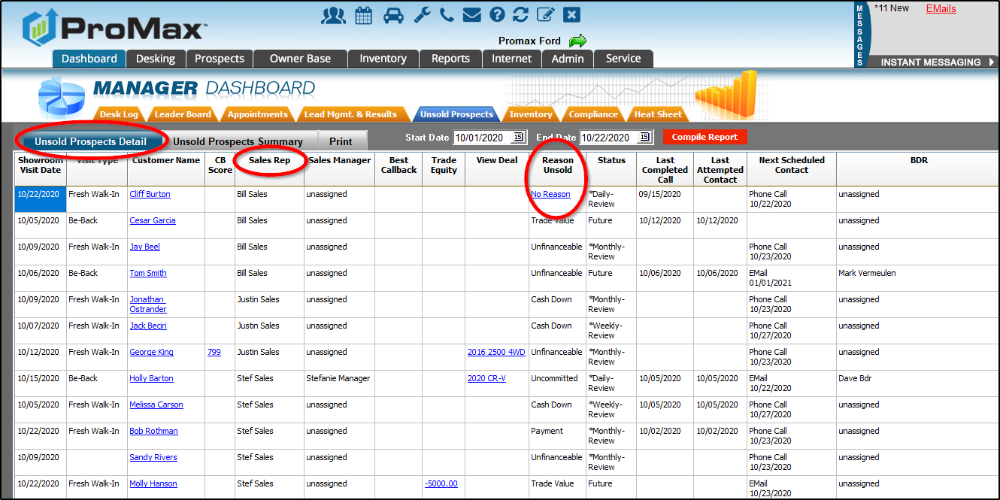 *11 New EMails
MESSAGES
ProMax™
Promax Ford
INSTANT MESSAGING
Dashboard Desking Prospects Owner Base Inventory Reports Internet Admin Service
MANAGER DASHBOARD
Desk Log Leader Board Appointments Lead Mgmt. & Results Unsold Prospects Inventory Compliance Heat Sheet
Unsold Prospects Detail Unsold Prospects Summary Print Start Date 10/01/2020 15 End Date 10/22/2020 15 Compile Report
Showroom Visit Type Customer Name CB Sales Rep Sales Manager Best Trade View Deal Reason Status Last Last Next Scheduled BDR
Visit Date Score Callback Equity Unsold Completed Attempted Contact
Call Contact
10/22/2020 Fresh Walk-In Cliff Burton Bill Sales unassigned No Reason *Daily- 09/15/2020 Phone Call unassigned
Review 10/22/2020
10/05/2020 Be-Back Cesar Garcia Bill Sales unassigned Trade Value Future 10/12/2020 10/12/2020 unassigned
10/09/2020 Fresh Walk-In Jay Beel Bill Sales unassigned Unfinanceable *Monthly- Phone Call unassigned
Review 10/23/2020
10/06/2020 Be-Back Tom Smith Bill Sales unassigned Unfinanceable Future 10/06/2020 10/06/2020 EMail Mark Vermeulen
01/01/2021
10/09/2020 Fresh Walk-In Jonathan Justin Sales unassigned Cash Down *Monthly- Phone Call unassigned
Ostrander Review 10/23/2020
10/07/2020 Fresh Walk-In Jack Beciri Justin Sales unassigned Cash Down *Weekly- Phone Call unassigned
Review 10/27/2020
10/12/2020 Fresh Walk-In George King 799 Justin Sales unassigned 2016 2500 4WD Unfinanceable *Monthly- Phone Call unassigned
Review 10/23/2020
10/15/2020 Be-Back Holly Barton Stef Sales Stefanie Manager 2020 CR-V Uncommitted *Daily- 10/05/2020 10/05/2020 EMail Dave Bdr
Review 10/22/2020
10/05/2020 Fresh Walk-In Melissa Carson Stef Sales unassigned Cash Down *Weekly- 10/05/2020 10/05/2020 Phone Call unassigned
Review 10/27/2020
10/22/2020 Fresh Walk-In Bob Rothman Stef Sales unassigned Payment *Monthly- 10/02/2020 10/02/2020 Phone Call unassigned
Review 10/23/2020
10/09/2020 Sandy Rivers Stef Sales unassigned Unfinanceable *Monthly- Phone Call unassigned
Review 10/23/2020
10/22/2020 Fresh Walk-In Molly Hanson Stef Sales unassigned -5000.00 Trade Value Future EMail unassigned
10/23/2020